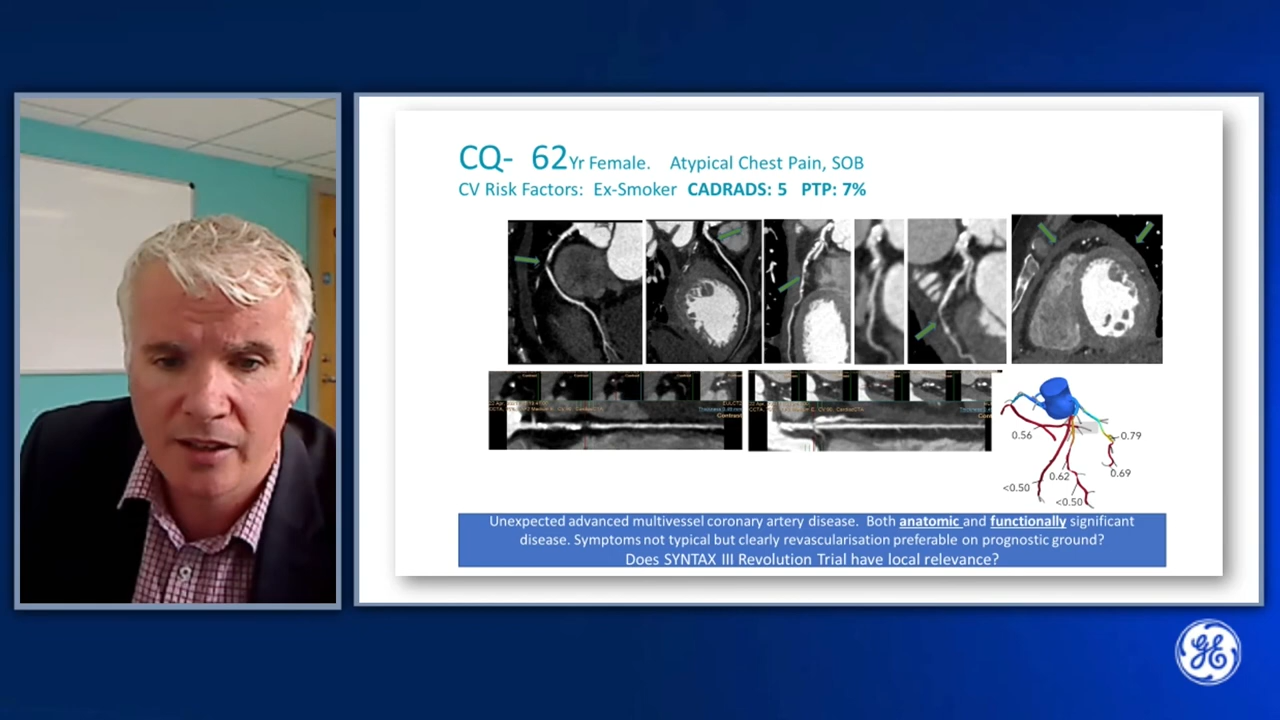 CQ- 62Yr Female. Atypical Chest Pain, SOB
CV Risk Factors: Ex-Smoker CADRADS: 5 PTP: 7%
Contrast
Contrast
0.56
0.79
0.62
0.69
<0.50
<0.50
Unexpected advanced multivessel coronary artery disease. Both anatomic and functionally significant
disease. Symptoms not typical but clearly revascularisation preferable on prognostic ground?
Does SYNTAX III Revolution Trial have local relevance?
GE